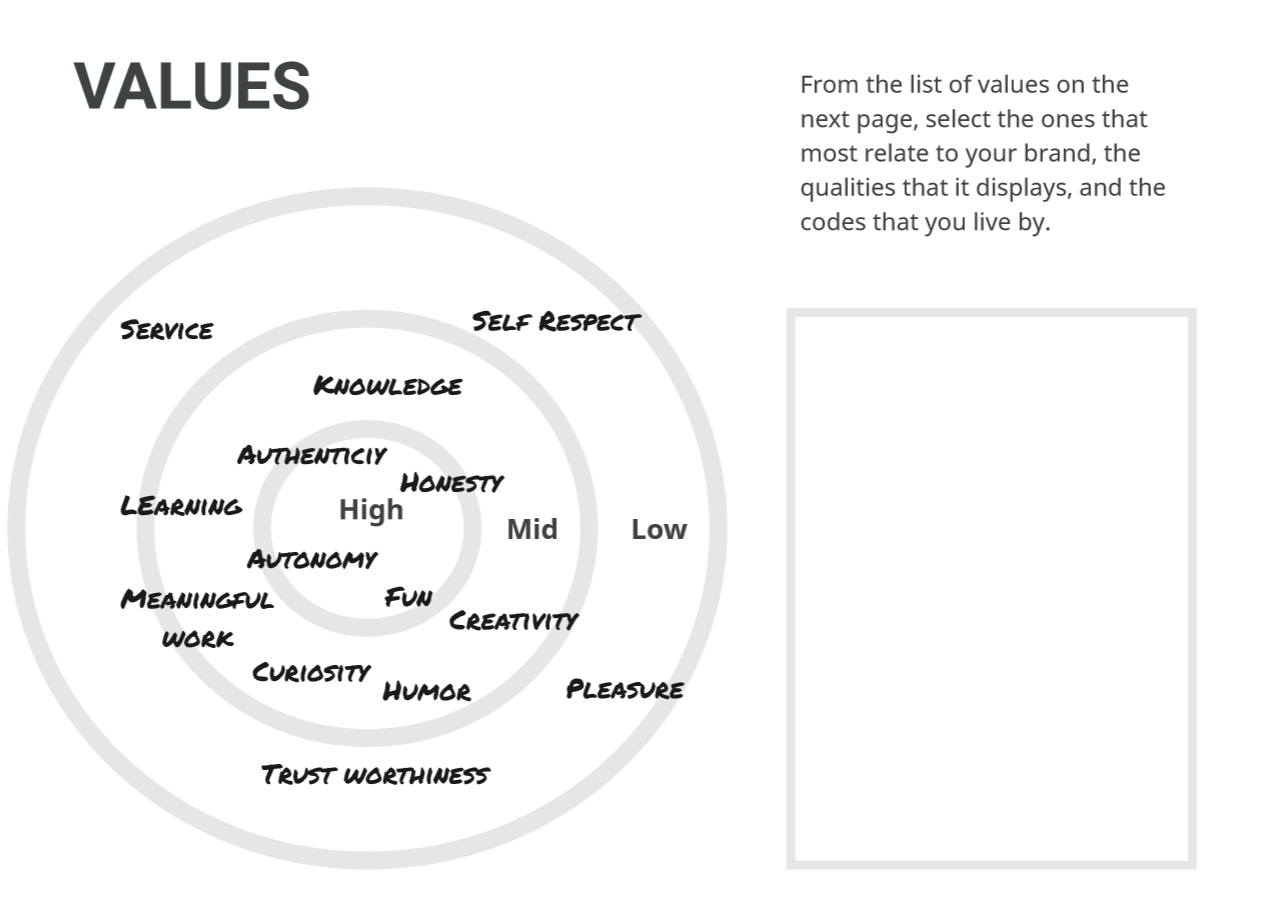 VALUES
From the list of values on the
next page, select the ones that
most relate to your brand, the
qualities that it displays, and the
codes that you live by.
Service
Self Respect
Knowledge
Authenticiy
Honesty
LEarning
High
Mid
Low
Autonomy
Meaningful
work
Fun
Creativity
Curiosity
Humor
Pleasure
Trust worthiness